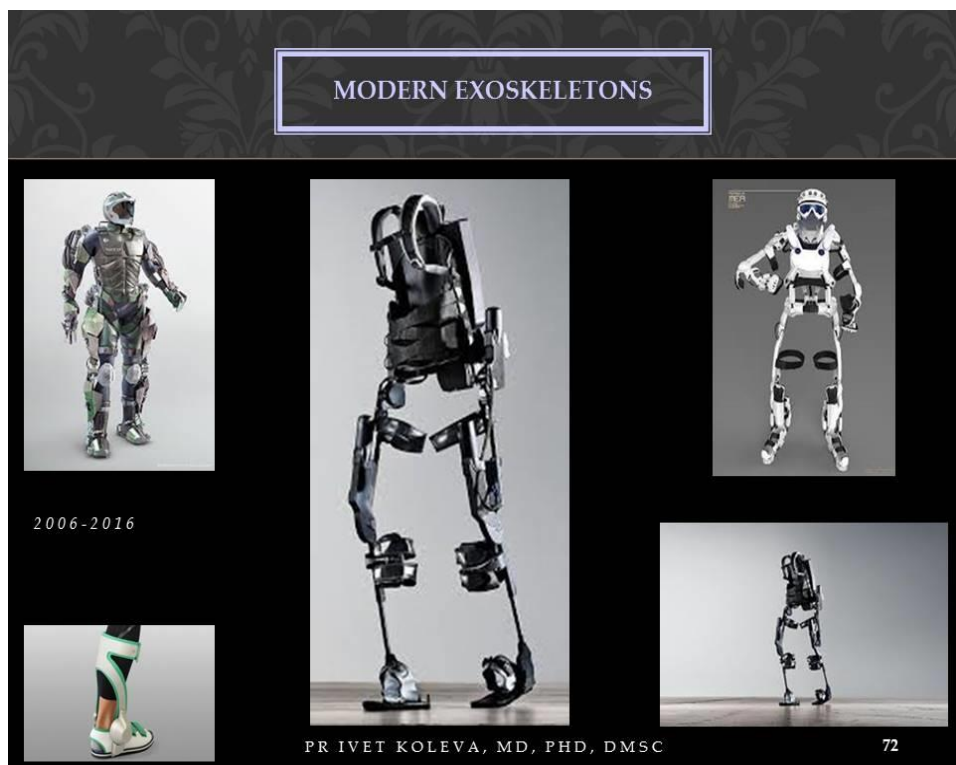 MODERN EXOSKELETONS
2006-2016
PR IVET KOLEVA, MD, PHD, DMSC
72